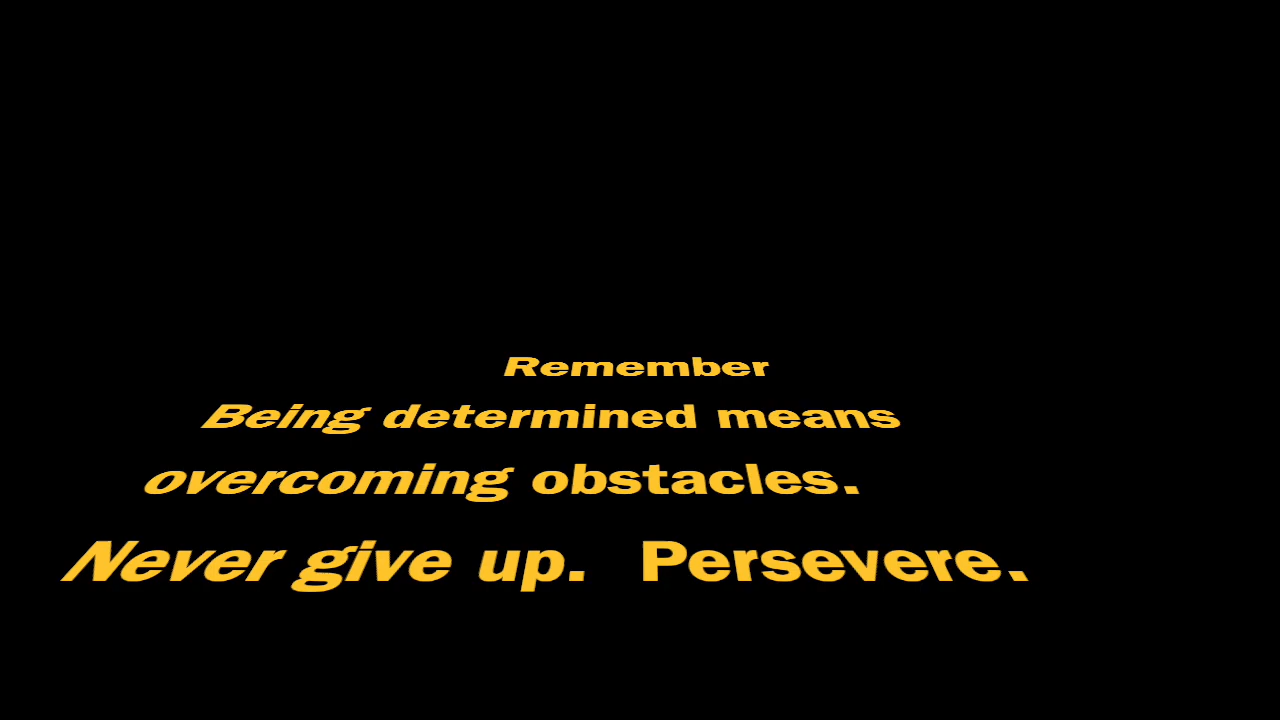 Remember
Being determined means
overcoming obstacles.
Never give up.  Persevere.